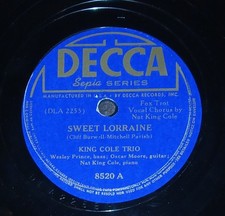 DECCA
Sepia SERIES
MANUFACTURED IN U.S.A. BY DECCA RECORDS, INC.
(DLA 2255)
Fox Trot
Vocal Chorus by
Nat King Cole
SWEET LORRAINE
(Cliff Burwell-Mitchell Parish)
KING COLE TRIO
Wesley Prince, bass; Oscar Moore, guitar;
Nat King Cole, piano
8520 A